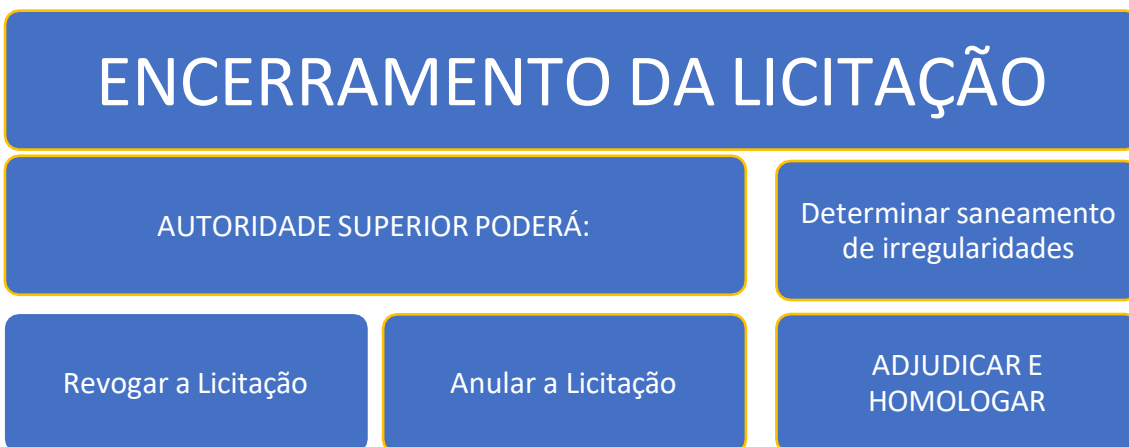 ENCERRAMENTO DA LICITAÇÃO
AUTORIDADE SUPERIOR PODERÁ:
Determinar saneamento
de irregularidades
Revogar a Licitação
Anular a Licitação
ADJUDICAR E
HOMOLOGAR